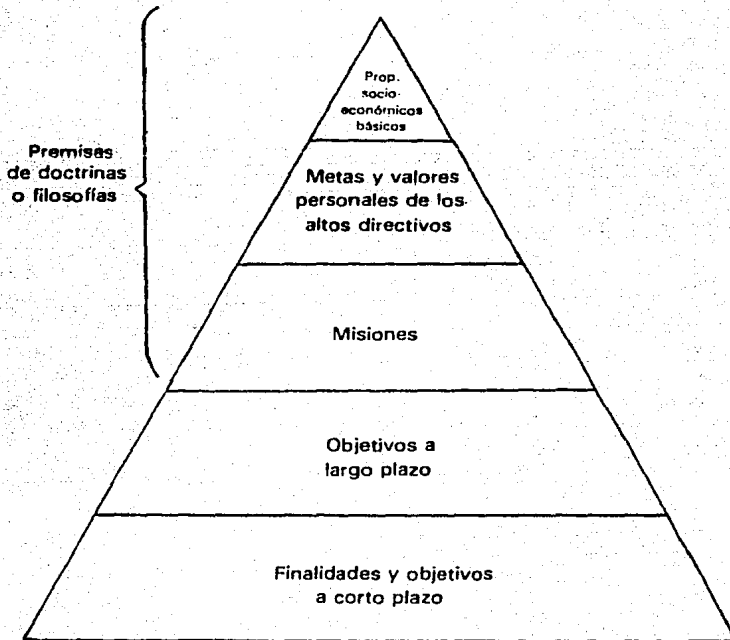 Prop.
socio-
económicos
básicos
Premisas
de doctrinas
o filosofías
Metas y valores
personales de los
altos directivos
Misiones
Objetivos a
largo plazo
Finalidades y objetivos
a corto plazo